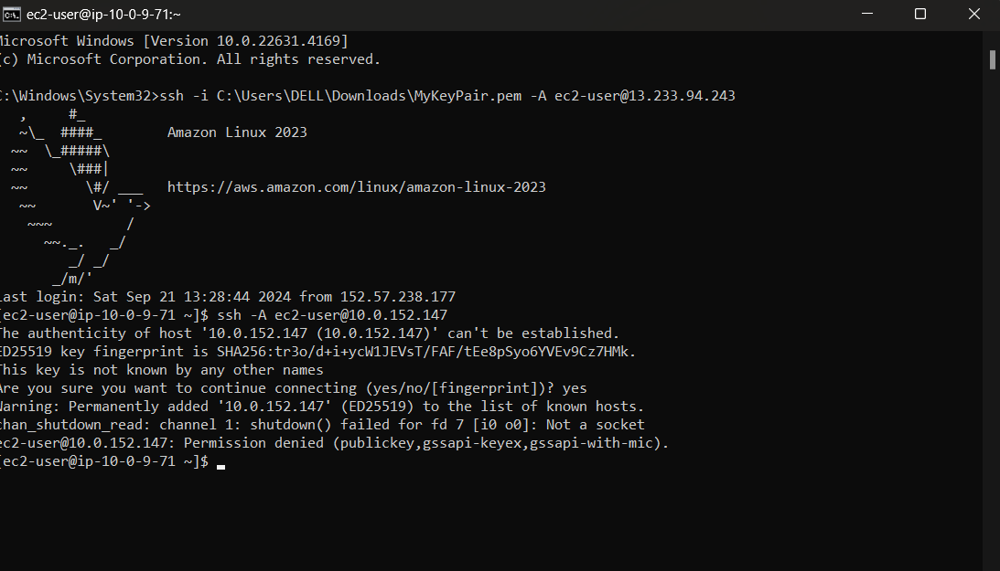 ec2-user@ip-10-0-9-71:~
Microsoft Windows [Version 10.0.22631.4169]
(c) Microsoft Corporation. All rights reserved.
C:\Windows\System32>ssh -i C:\Users\DELL\Downloads\MyKeyPair.pem -A ec2-user@13.233.94.243
   ,     #_
   ~\_  ####_        Amazon Linux 2023
  ~~  \_#####\
  ~~     \###|
  ~~       \#/ ___   https://aws.amazon.com/linux/amazon-linux-2023
   ~~       V~' '->
    ~~~         /
      ~~._.   _/
         _/ _/
       _/m/'
Last login: Sat Sep 21 13:28:44 2024 from 152.57.238.177
[ec2-user@ip-10-0-9-71 ~]$ ssh -A ec2-user@10.0.152.147
The authenticity of host '10.0.152.147 (10.0.152.147)' can't be established.
ED25519 key fingerprint is SHA256:tr3o/d+i+ycW1JEVsT/FAF/tEe8pSyo6YVEv9Cz7HMk.
This key is not known by any other names
Are you sure you want to continue connecting (yes/no/[fingerprint])? yes
Warning: Permanently added '10.0.152.147' (ED25519) to the list of known hosts.
chan_shutdown_read: channel 1: shutdown() failed for fd 7 [i0 o0]: Not a socket
ec2-user@10.0.152.147: Permission denied (publickey,gssapi-keyex,gssapi-with-mic).
[ec2-user@ip-10-0-9-71 ~]$